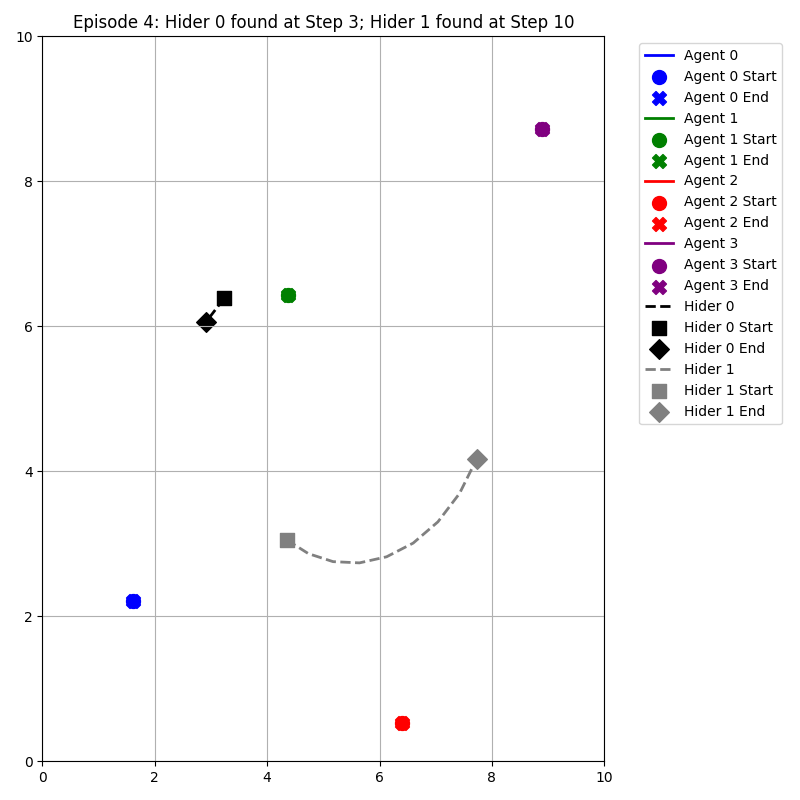 Episode 4: Hider 0 found at Step 3; Hider 1 found at Step 10
10
8
6
4
2
0
0 2 4 6 8 10
Agent 0
Agent 0 Start
Agent 0 End
Agent 1
Agent 1 Start
Agent 1 End
Agent 2
Agent 2 Start
Agent 2 End
Agent 3
Agent 3 Start
Agent 3 End
Hider 0
Hider 0 Start
Hider 0 End
Hider 1
Hider 1 Start
Hider 1 End